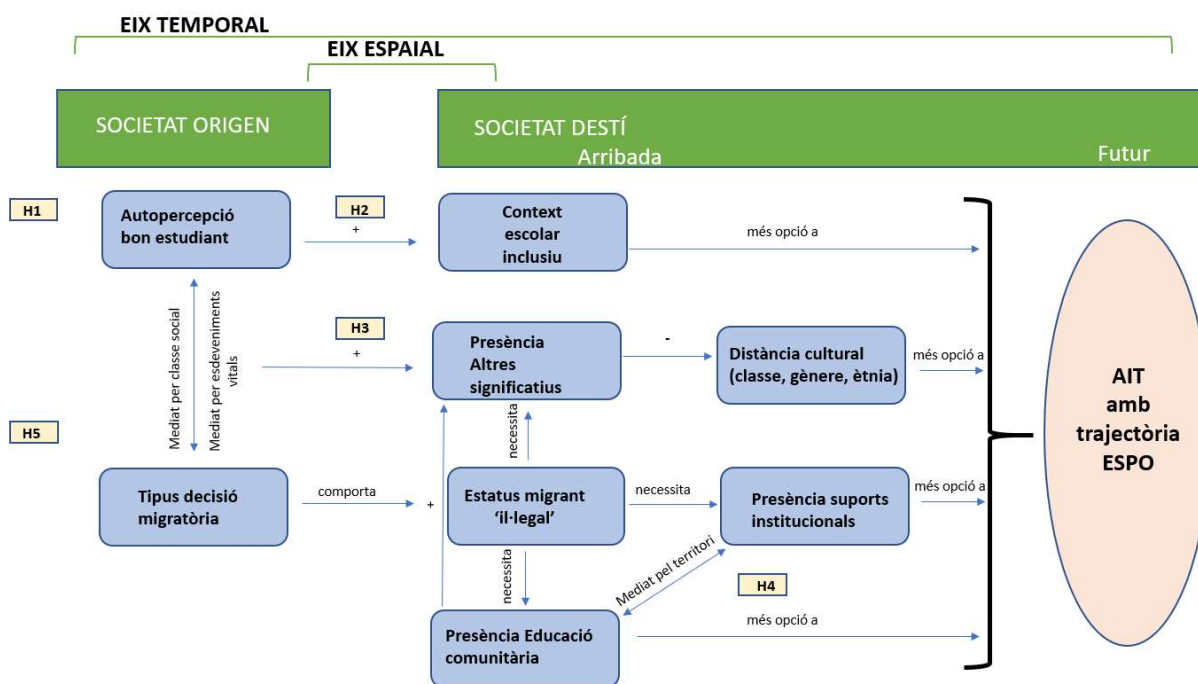 EIX TEMPORAL
EIX ESPAIAL
SOCIETAT ORIGEN
SOCIETAT DESTÍ
Arribada
Futur
H1
Autopercepció
bon estudiant
H2
+
Context
escolar
inclusiu
més opció a
Mediat per classe social
Mediat per esdeveniments
vitals
H3
+
Presència
Altres
significatius
-
Distància cultural
(classe, gènere, ètnia)
més opció a
AIT
amb
trajectòria
ESPO
H5
necessita
Tipus decisió
migratòria
comporta
+
Estatus migrant
‘il·legal’
necessita
Presència suports
institucionals
més opció a
necessita
Mediat pel territori
H4
Presència Educació
comunitària
més opció a